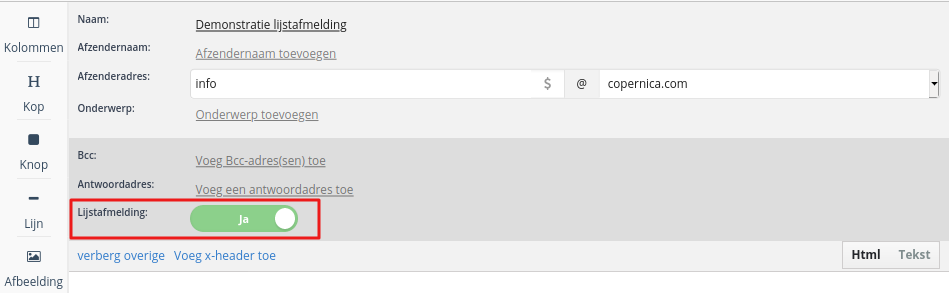 Kolommen
H
Kop
Knop
Lijn
Afbeelding
Naam: Demonstratie lijstafmelding
Afzendernaam: Afzendernaam toevoegen
Afzenderadres: info $ @ copernica.com
Onderwerp: Onderwerp toevoegen
Bcc: Voeg Bcc-adres(sen) toe
Antwoordadres: Voeg een antwoordadres toe
Lijstafmelding: Ja
verberg overige Voeg x-header toe Html Tekst